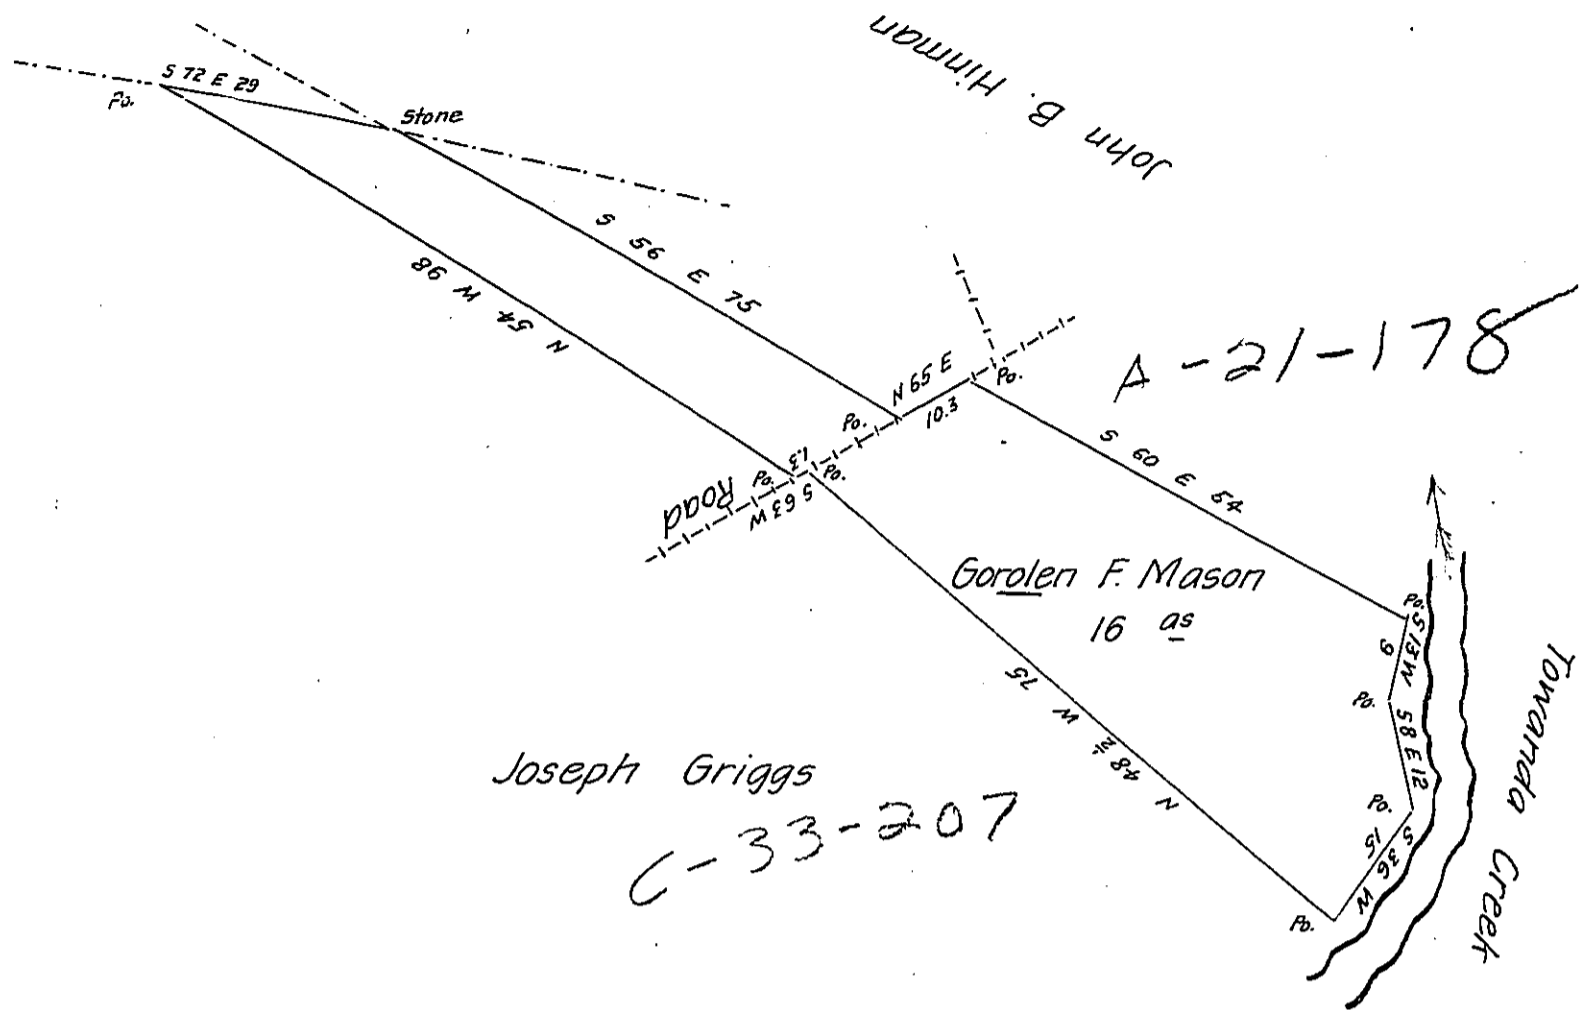 John B. Hinman
S 72 E 29
Po.
Stone
S 56 E 75
N 54 W 98
N 65 E
10.3
Po.
Po.
A-21-178
1.3
Po.
Po.
S 63 W
Road
S 60 E 54
Gorolen F. Mason
16 as
Po.
S 13 W
9
Po.
S 8 E 12
Po.
S 36 W
15
Po.
N 48 ½ W 75
Towanda Creek
Joseph Griggs
C-33-207